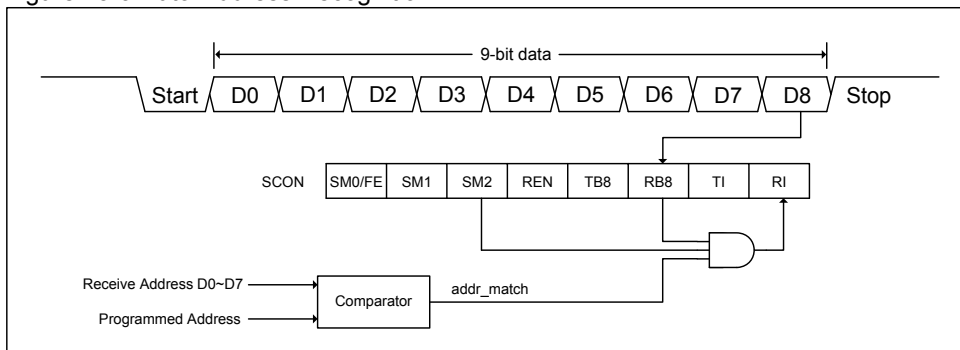 9-bit data
Start D0 D1 D2 D3 D4 D5 D6 D7 D8 Stop
SCON SM0/FE SM1 SM2 REN TB8 RB8 TI RI
Receive Address D0~D7
Comparator
addr_match
Programmed Address